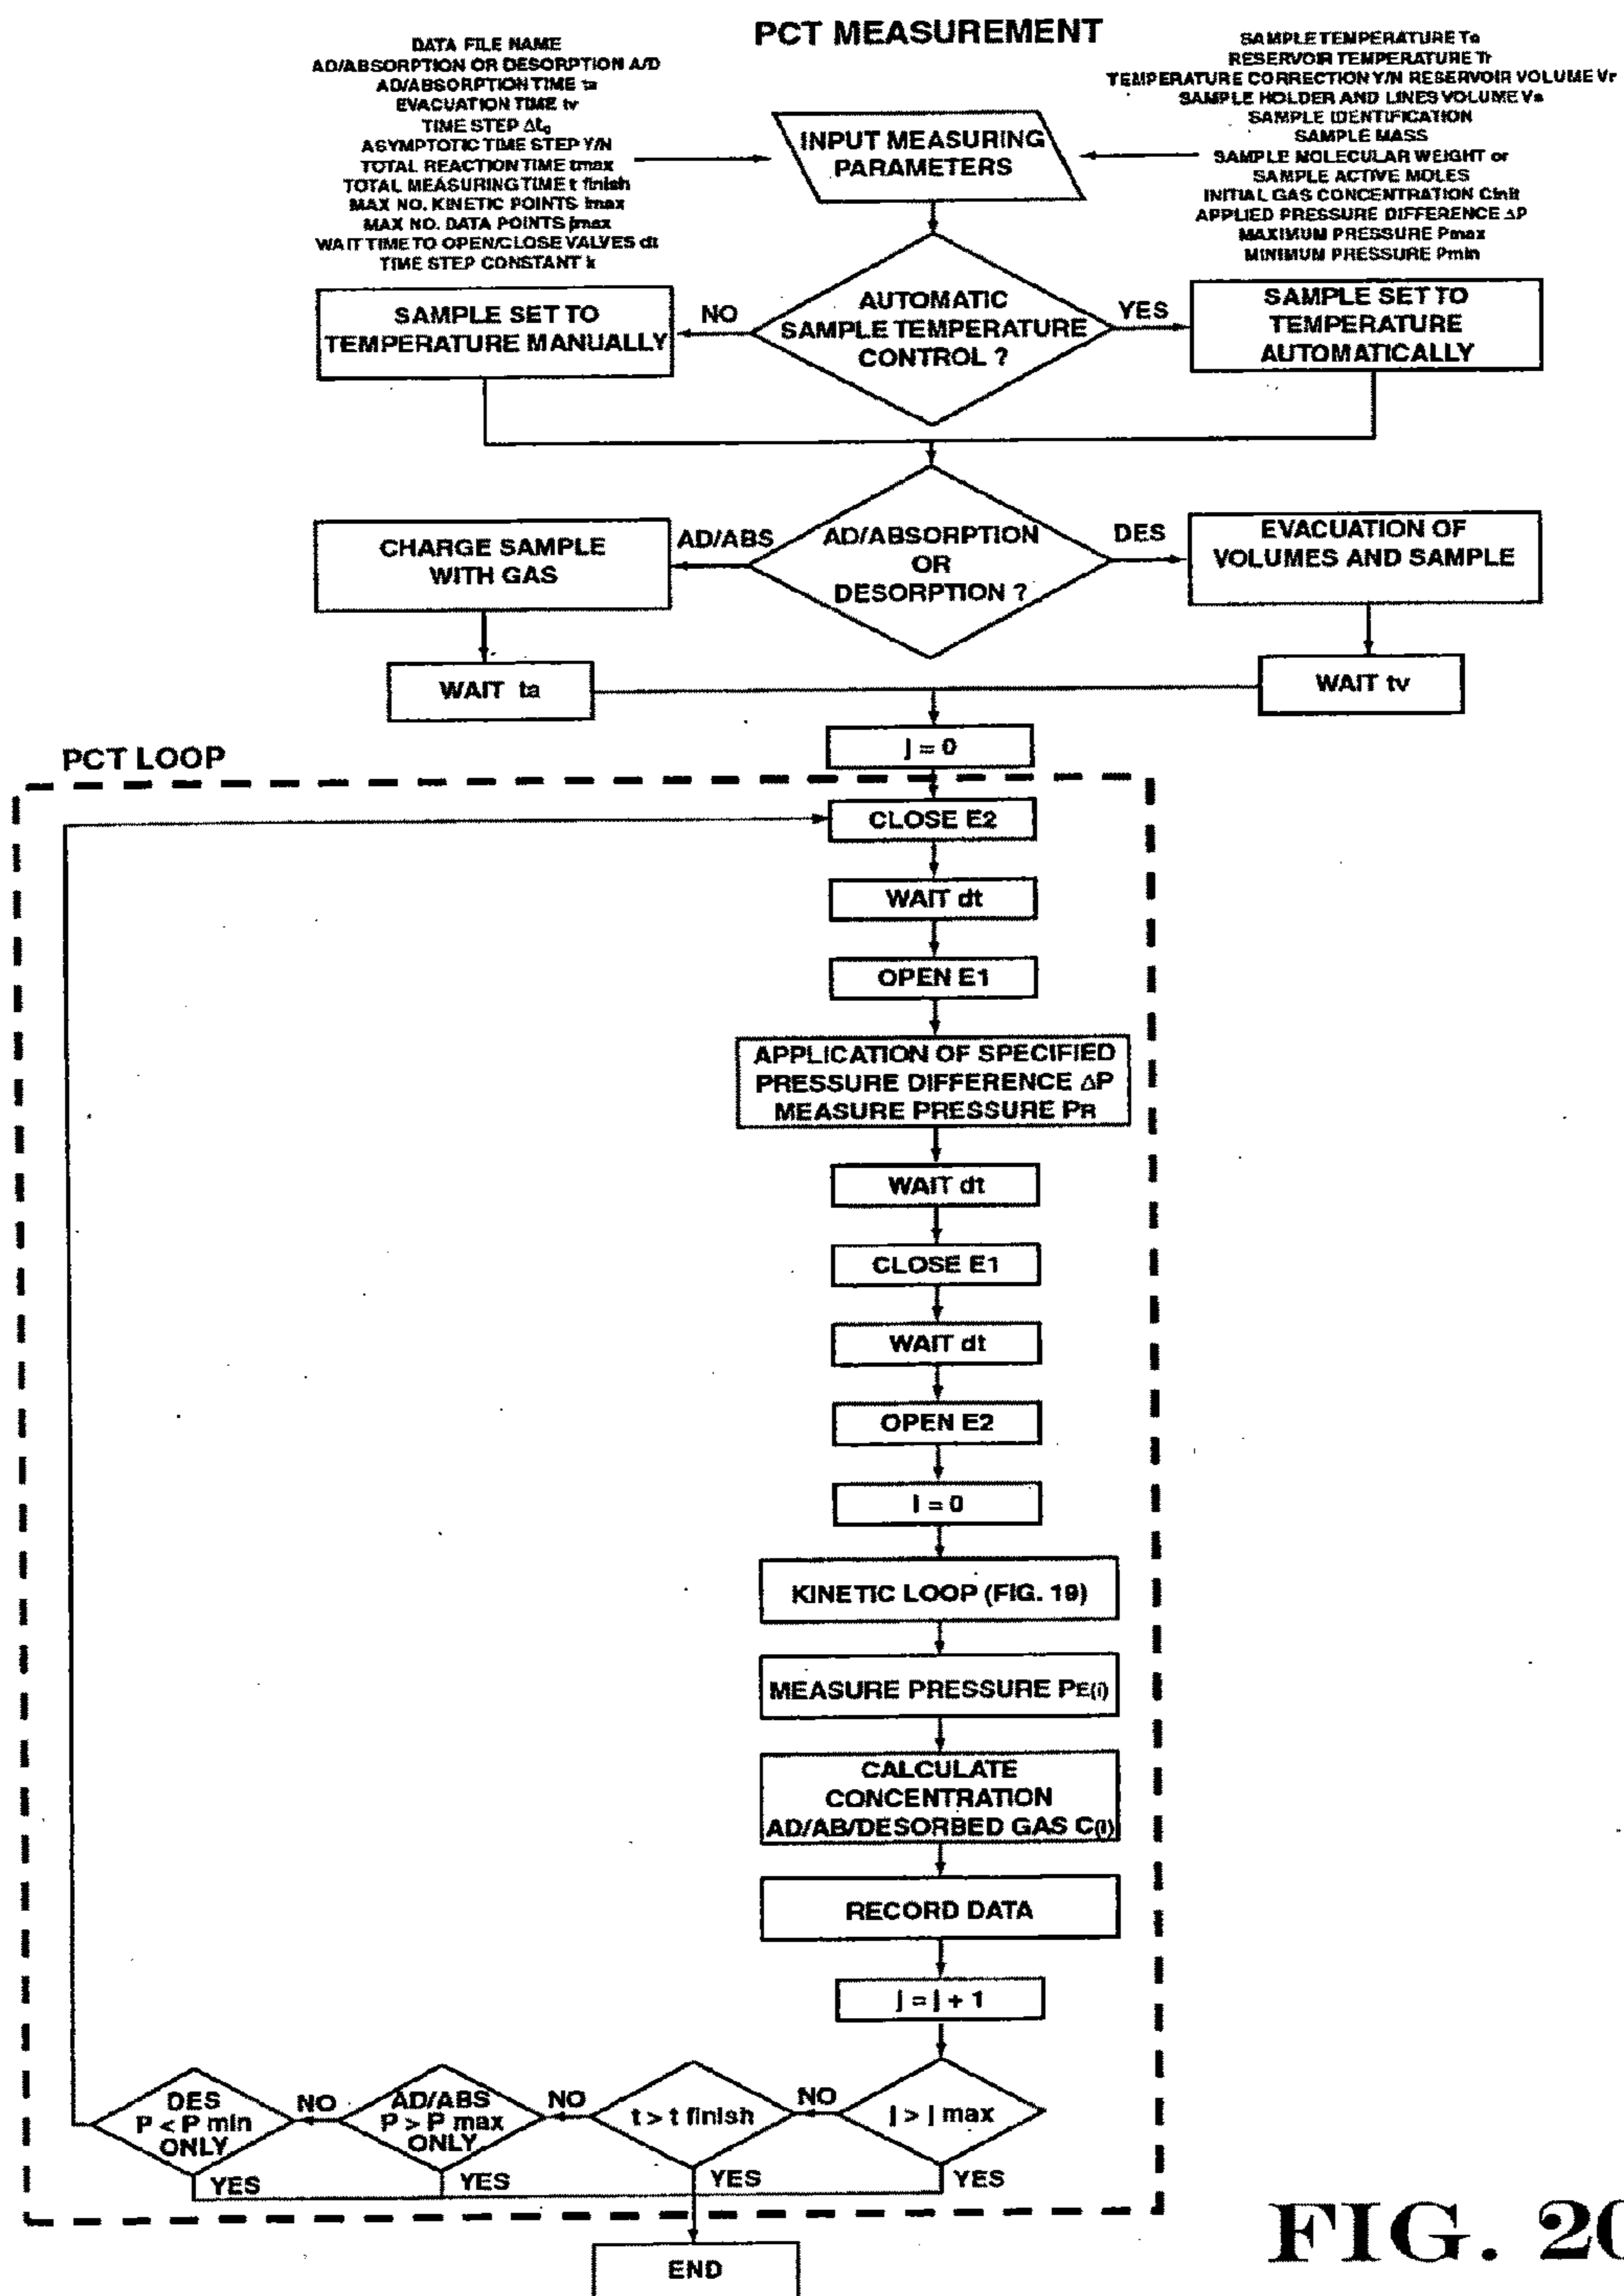 PCT MEASUREMENT
DATA FILE NAME
AD/ABSORPTION OR DESORPTION A/D
AD/ABSORPTION TIME ta
EVACUATION TIME tv
TIME STEP Δt₀
ASYMPTOTIC TIME STEP Y/N
TOTAL REACTION TIME tmax
TOTAL MEASURING TIME t finish
MAX NO. KINETIC POINTS imax
MAX NO. DATA POINTS jmax
WAIT TIME TO OPEN/CLOSE VALVES dt
TIME STEP CONSTANT k
SAMPLE TEMPERATURE Ta
RESERVOIR TEMPERATURE Tr
TEMPERATURE CORRECTION Y/N RESERVOIR VOLUME Vr
SAMPLE HOLDER AND LINES VOLUME Va
SAMPLE IDENTIFICATION
SAMPLE MASS
SAMPLE MOLECULAR WEIGHT or
SAMPLE ACTIVE MOLES
INITIAL GAS CONCENTRATION Cinit
APPLIED PRESSURE DIFFERENCE ΔP
MAXIMUM PRESSURE Pmax
MINIMUM PRESSURE Pmin
INPUT MEASURING
PARAMETERS
SAMPLE SET TO
TEMPERATURE MANUALLY
NO
AUTOMATIC
SAMPLE TEMPERATURE
CONTROL ?
YES
SAMPLE SET TO
TEMPERATURE
AUTOMATICALLY
CHARGE SAMPLE
WITH GAS
AD/ABS
AD/ABSORPTION
OR
DESORPTION ?
DES
EVACUATION OF
VOLUMES AND SAMPLE
WAIT ta
WAIT tv
j = 0
PCT LOOP
CLOSE E2
WAIT dt
OPEN E1
APPLICATION OF SPECIFIED
PRESSURE DIFFERENCE ΔP
MEASURE PRESSURE PR
WAIT dt
CLOSE E1
WAIT dt
OPEN E2
i = 0
KINETIC LOOP (FIG. 19)
MEASURE PRESSURE PE(i)
CALCULATE
CONCENTRATION
AD/AB/DESORBED GAS C(i)
RECORD DATA
j = j + 1
DES
P < P min
ONLY
NO
AD/ABS
P > P max
ONLY
NO
t > t finish
NO
j > j max
YES
YES
YES
YES
END
FIG. 20